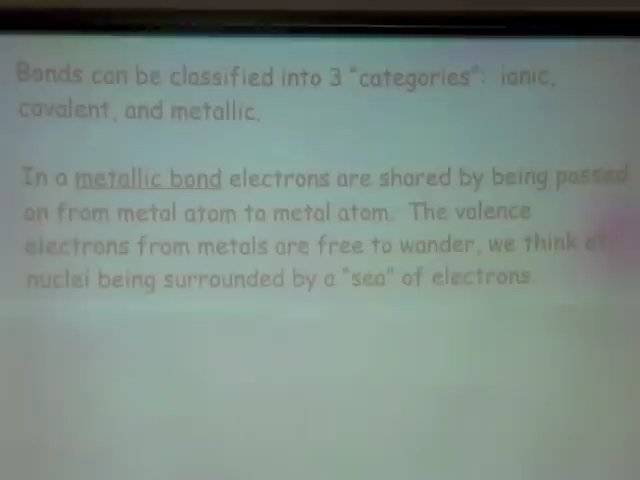 Bonds can be classified into 3 "categories": ionic,
covalent, and metallic.
In a metallic bond electrons are shared by being passed
on from metal atom to metal atom. The valence
electrons from metals are free to wander, we think of
nuclei being surrounded by a "sea" of electrons.